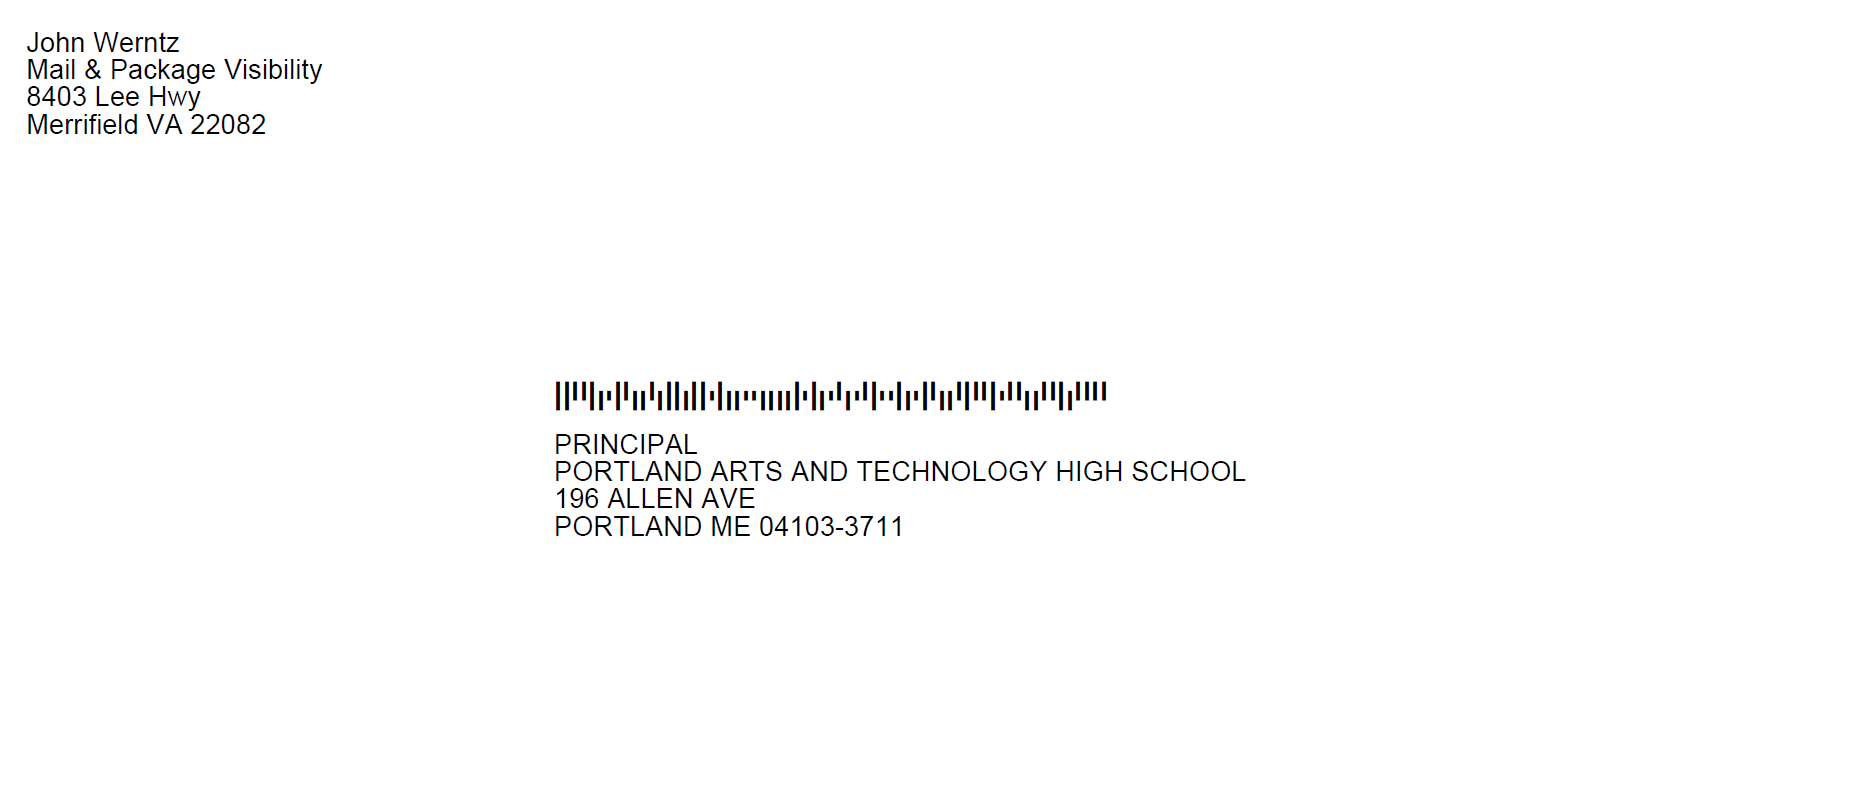 John Werntz
Mail & Package Visibility
8403 Lee Hwy
Merrifield VA 22082
PRINCIPAL
PORTLAND ARTS AND TECHNOLOGY HIGH SCHOOL
196 ALLEN AVE
PORTLAND ME 04103-3711